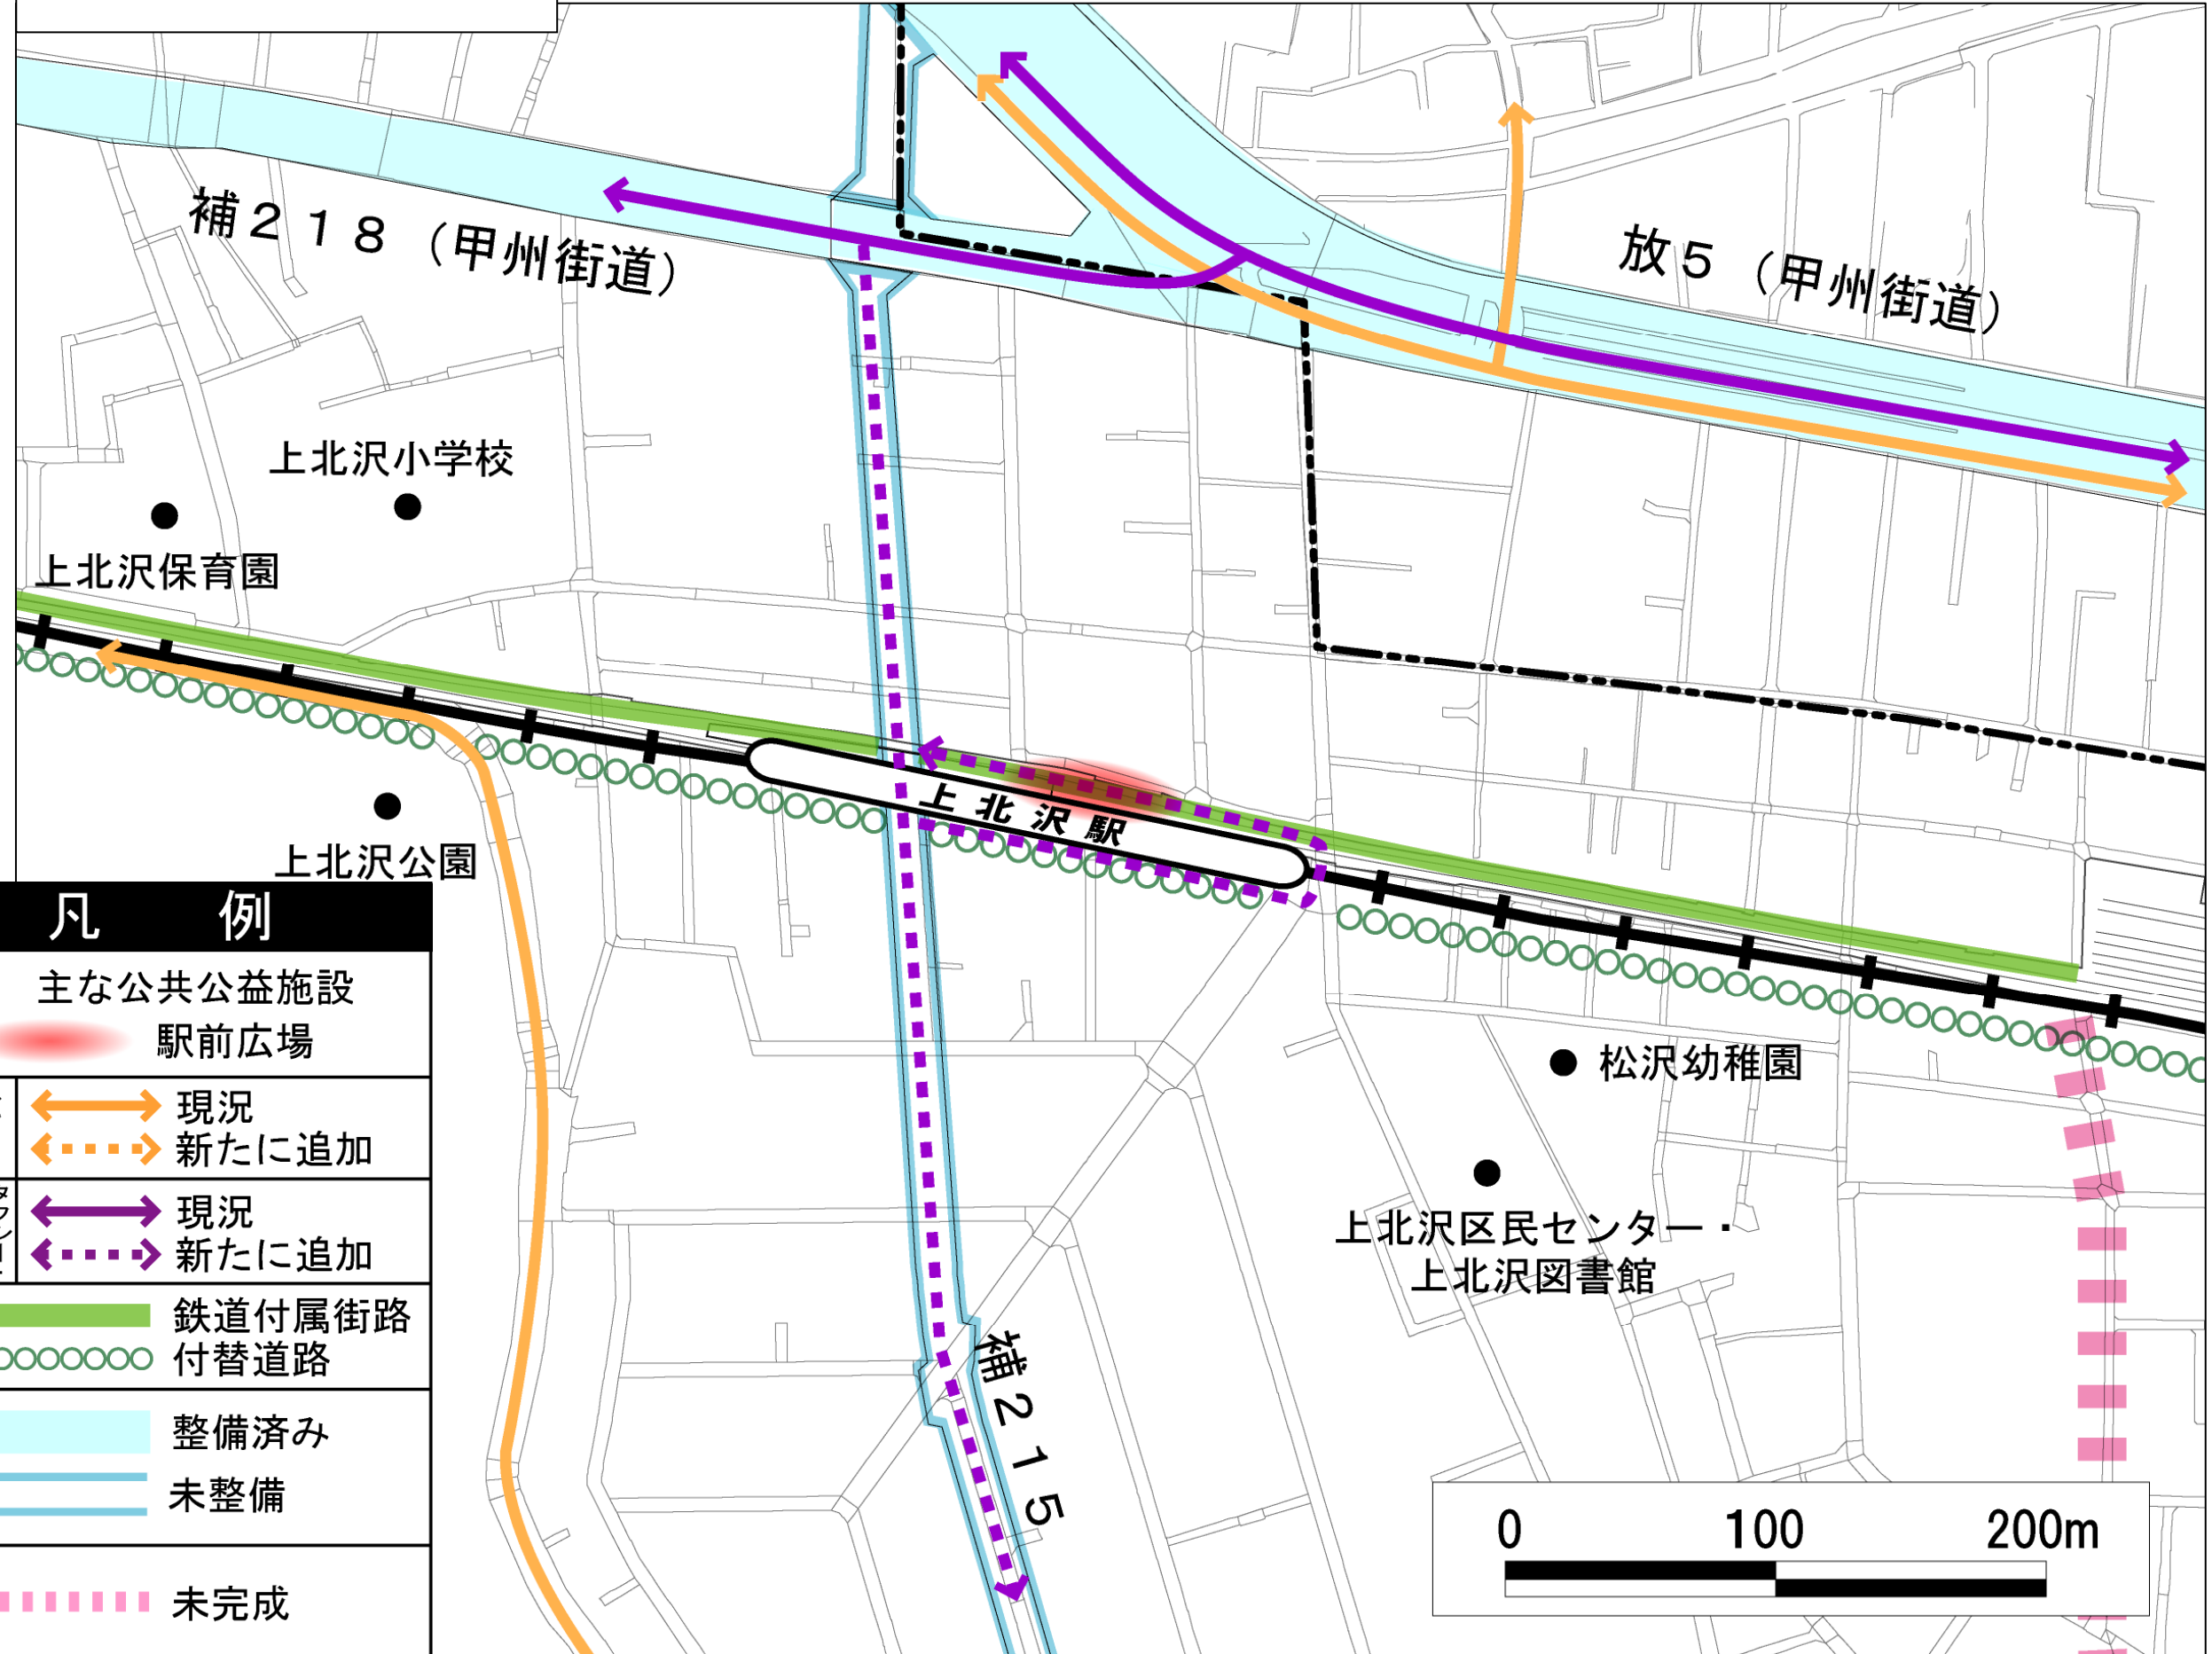 補２１８（甲州街道）
放５（甲州街道）
上北沢小学校
上北沢保育園
上北沢駅
上北沢公園
凡例
主な公共公益施設
駅前広場
現況
新たに追加
現況
新たに追加
鉄道付属街路
付替道路
整備済み
未整備
未完成
松沢幼稚園
上北沢区民センター・
上北沢図書館
補２１５
0 100 200m